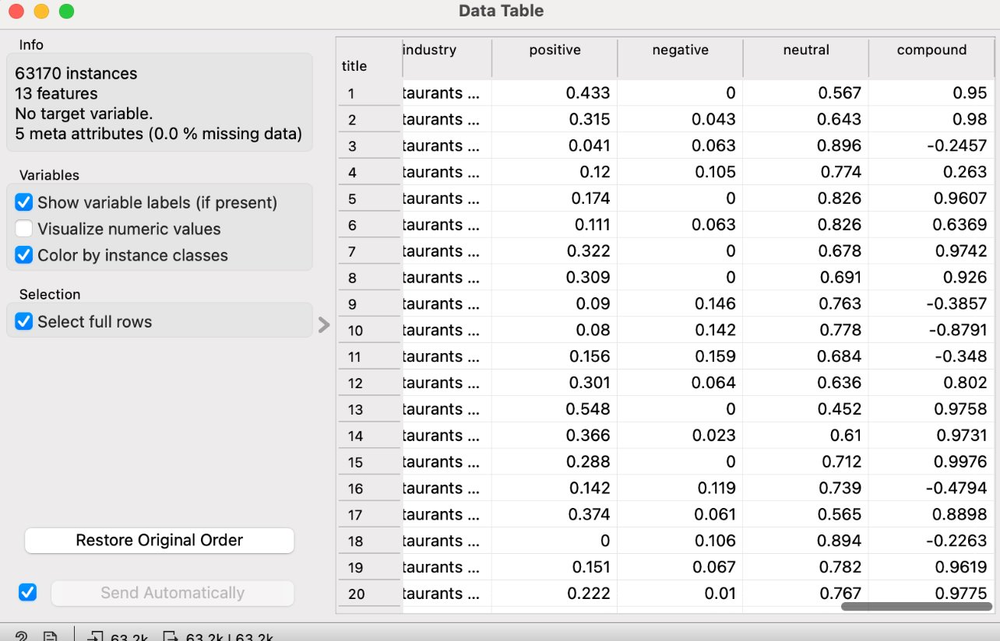 Data Table
Info
63170 instances
13 features
No target variable.
5 meta attributes (0.0 % missing data)
Variables
Show variable labels (if present)
Visualize numeric values
Color by instance classes
Selection
Select full rows
Restore Original Order
Send Automatically
title industry positive negative neutral compound
1 taurants ... 0.433 0 0.567 0.95
2 taurants ... 0.315 0.043 0.643 0.98
3 taurants ... 0.041 0.063 0.896 -0.2457
4 taurants ... 0.12 0.105 0.774 0.263
5 taurants ... 0.174 0 0.826 0.9607
6 taurants ... 0.111 0.063 0.826 0.6369
7 taurants ... 0.322 0 0.678 0.9742
8 taurants ... 0.309 0 0.691 0.926
9 taurants ... 0.09 0.146 0.763 -0.3857
10 taurants ... 0.08 0.142 0.778 -0.8791
11 taurants ... 0.156 0.159 0.684 -0.348
12 taurants ... 0.301 0.064 0.636 0.802
13 taurants ... 0.548 0 0.452 0.9758
14 taurants ... 0.366 0.023 0.61 0.9731
15 taurants ... 0.288 0 0.712 0.9976
16 taurants ... 0.142 0.119 0.739 -0.4794
17 taurants ... 0.374 0.061 0.565 0.8898
18 taurants ... 0 0.106 0.894 -0.2263
19 taurants ... 0.151 0.067 0.782 0.9619
20 taurants ... 0.222 0.01 0.767 0.9775
? 63.2k 63.2k | 63.2k